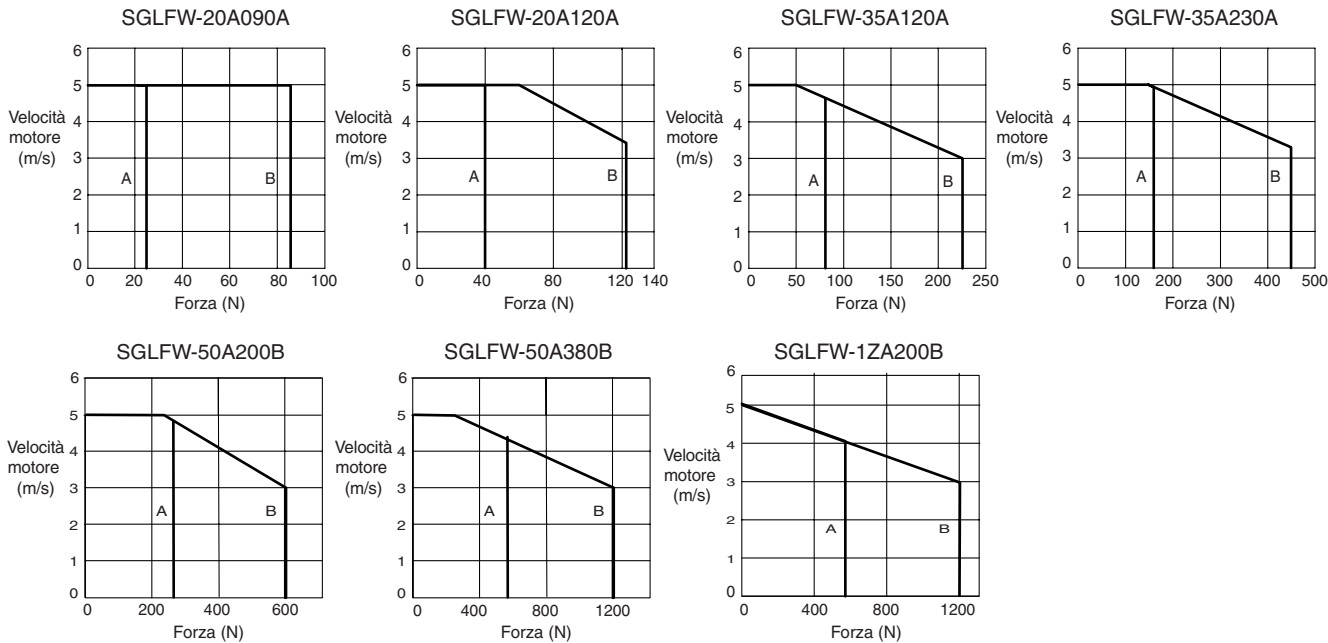 SGLFW-20A090A
6
5
4
3
2
1
0
Velocità
motore
(m/s)
A
B
0 20 40 60 80 100
Forza (N)
SGLFW-20A120A
6
5
4
3
2
1
0
Velocità
motore
(m/s)
A
B
0 40 80 120 140
Forza (N)
SGLFW-35A120A
6
5
4
3
2
1
0
Velocità
motore
(m/s)
A
B
0 50 100 150 200 250
Forza (N)
SGLFW-35A230A
6
5
4
3
2
1
0
Velocità
motore
(m/s)
A
B
0 100 200 300 400 500
Forza (N)
SGLFW-50A200B
6
5
4
3
2
1
0
Velocità
motore
(m/s)
A
B
0 200 400 600
Forza (N)
SGLFW-50A380B
6
5
4
3
2
1
0
Velocità
motore
(m/s)
A
B
0 400 800 1200
Forza (N)
SGLFW-1ZA200B
6
5
4
3
2
1
0
Velocità
motore
(m/s)
A
B
0 400 800 1200
Forza (N)